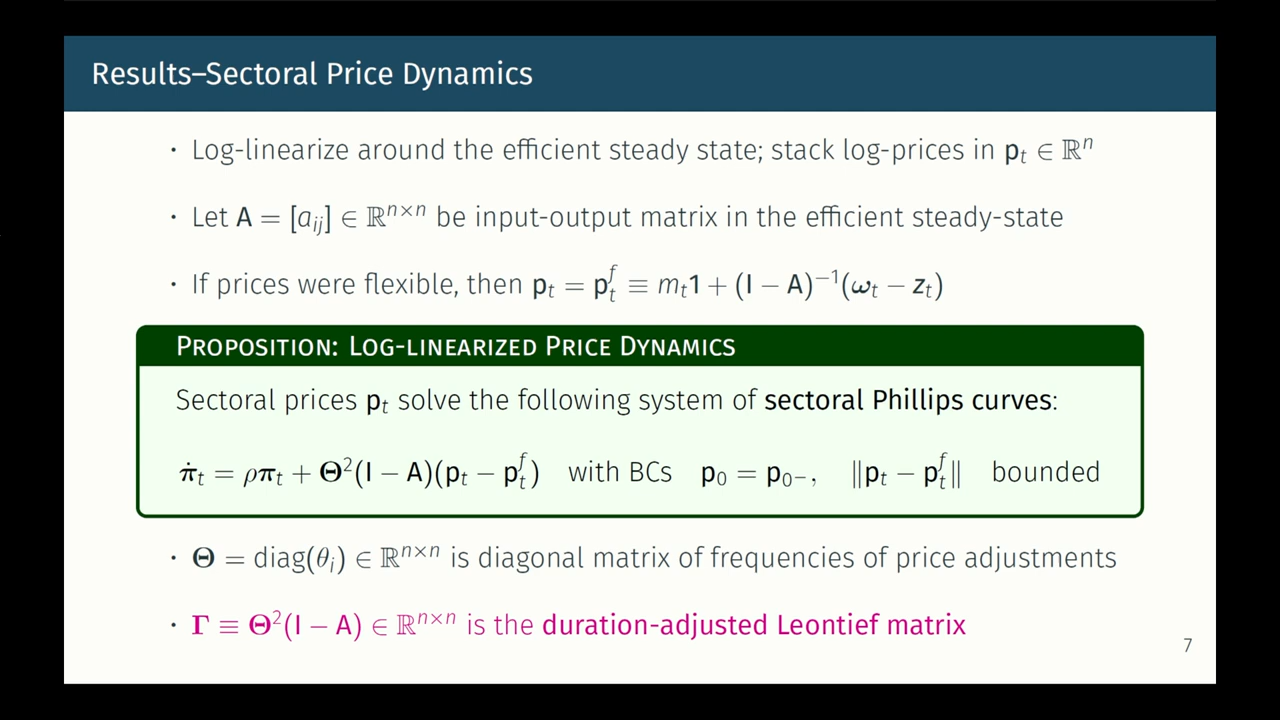 Results–Sectoral Price Dynamics
· Log-linearize around the efficient steady state; stack log-prices in 𝐩ₜ ∈ ℝⁿ
· Let 𝐀 = [aᵢⱼ] ∈ ℝⁿˣⁿ be input-output matrix in the efficient steady-state
· If prices were flexible, then 𝐩ₜ = 𝐩ₜᶠ ≡ mₜ𝟏 + (𝐈 − 𝐀)⁻¹(𝝎ₜ − 𝒛ₜ)
PROPOSITION: LOG-LINEARIZED PRICE DYNAMICS
Sectoral prices 𝐩ₜ solve the following system of sectoral Phillips curves:
𝝅̇ₜ = ρ𝝅ₜ + 𝚯²(𝐈 − 𝐀)(𝐩ₜ − 𝐩ₜᶠ) with BCs 𝐩₀ = 𝐩₀₋, ‖𝐩ₜ − 𝐩ₜᶠ‖ bounded
· 𝚯 = diag(θᵢ) ∈ ℝⁿˣⁿ is diagonal matrix of frequencies of price adjustments
· 𝚪 ≡ 𝚯²(𝐈 − 𝐀) ∈ ℝⁿˣⁿ is the duration-adjusted Leontief matrix
7